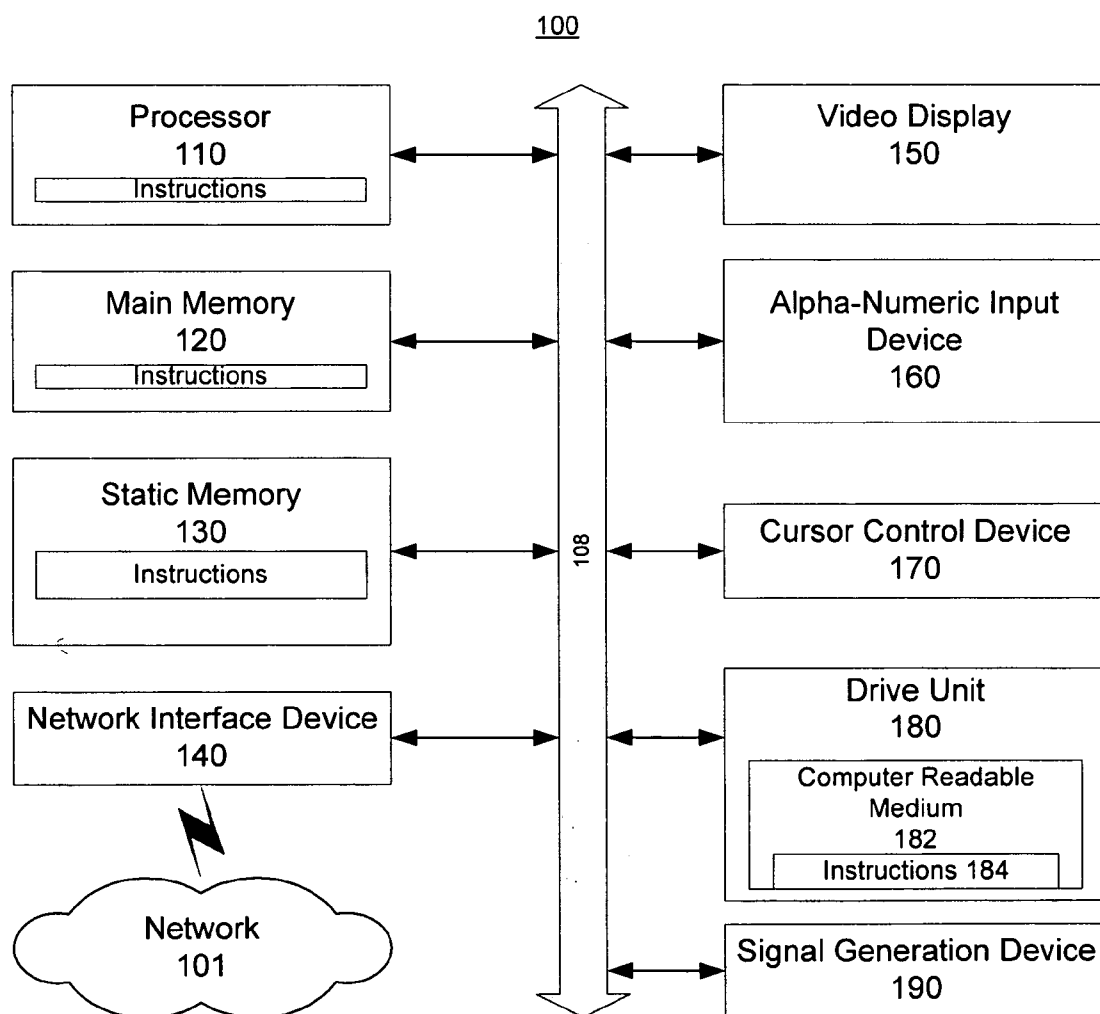 100
Processor
110
Instructions
Main Memory
120
Instructions
Static Memory
130
Instructions
Network Interface Device
140
Network
101
108
Video Display
150
Alpha-Numeric Input
Device
160
Cursor Control Device
170
Drive Unit
180
Computer Readable
Medium
182
Instructions 184
Signal Generation Device
190